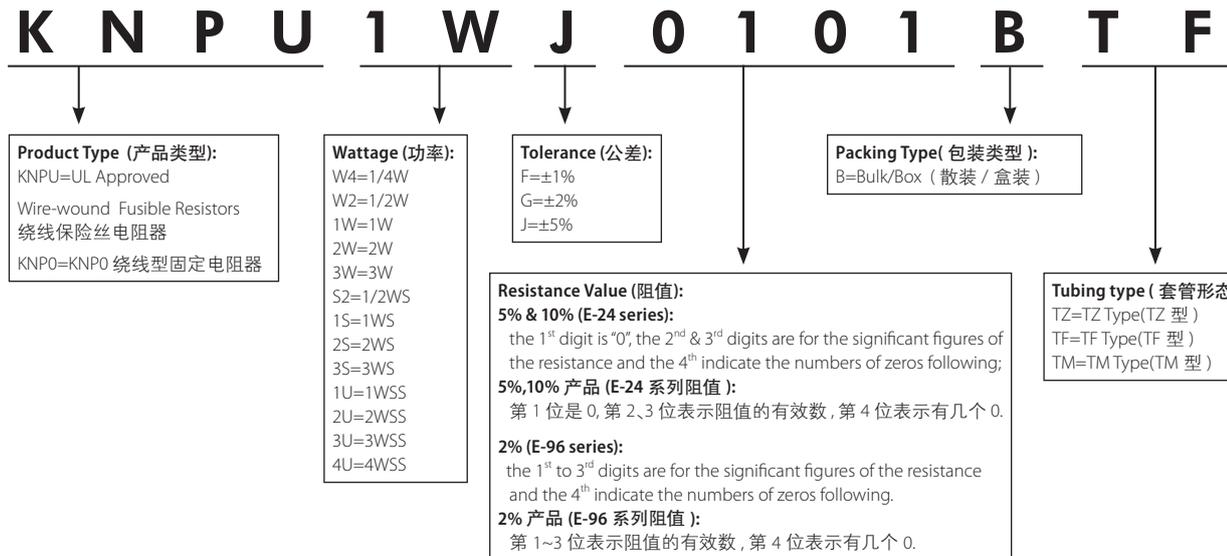 K N P U 1 W J 0 1 0 1 B T F
Product Type (产品类型):
KNPU=UL Approved
Wire-wound Fusible Resistors
绕线保险丝电阻器
KNP0=KNP0 绕线型固定电阻器
Wattage (功率):
W4=1/4W
W2=1/2W
1W=1W
2W=2W
3W=3W
S2=1/2WS
1S=1WS
2S=2WS
3S=3WS
1U=1WSS
2U=2WSS
3U=3WSS
4U=4WSS
Tolerance (公差):
F=±1%
G=±2%
J=±5%
Resistance Value (阻值):
5% & 10% (E-24 series):
the 1st digit is “0”, the 2nd & 3rd digits are for the significant figures of
the resistance and the 4th indicate the numbers of zeros following;
5%,10% 产品 (E-24 系列阻值 ):
第 1 位是 0, 第 2、3 位表示阻值的有效数 , 第 4 位表示有几个 0.
2% (E-96 series):
the 1st to 3rd digits are for the significant figures of the resistance
and the 4th indicate the numbers of zeros following.
2% 产品 (E-96 系列阻值 ):
第 1~3 位表示阻值的有效数 , 第 4 位表示有几个 0.
Packing Type( 包装类型 ):
B=Bulk/Box ( 散装 / 盒装 )
Tubing type ( 套管形态
TZ=TZ Type(TZ 型 )
TF=TF Type(TF 型 )
TM=TM Type(TM 型 )